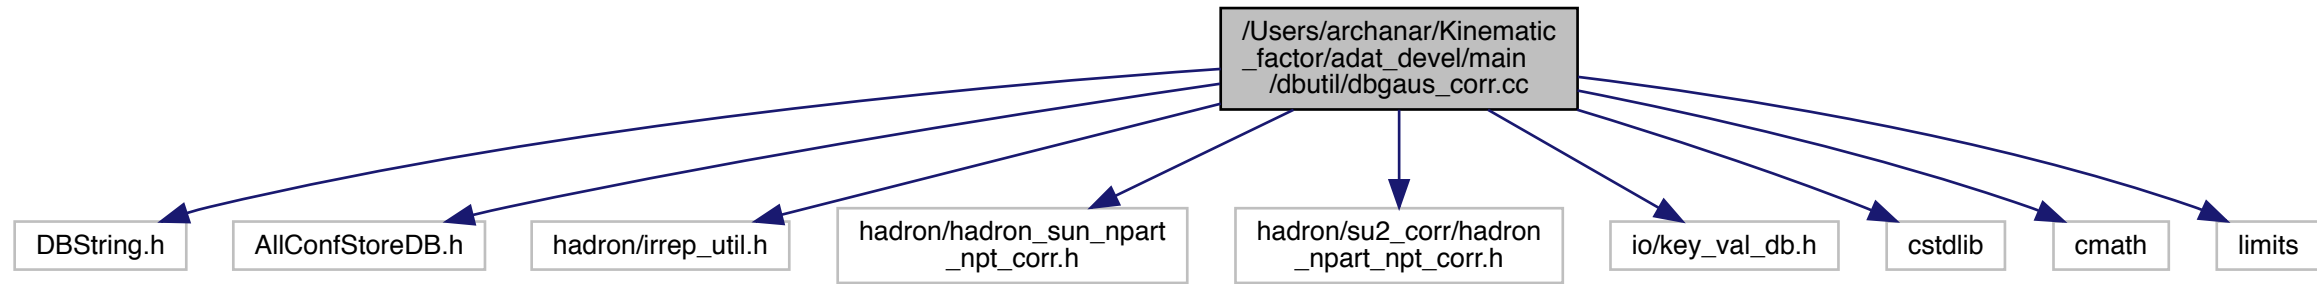 /Users/archanar/Kinematic
_factor/adat_devel/main
/dbutil/dbgaus_corr.cc
DBString.h
AllConfStoreDB.h
hadron/irrep_util.h
hadron/hadron_sun_npart
_npt_corr.h
hadron/su2_corr/hadron
_npart_npt_corr.h
io/key_val_db.h
cstdlib
cmath
limits